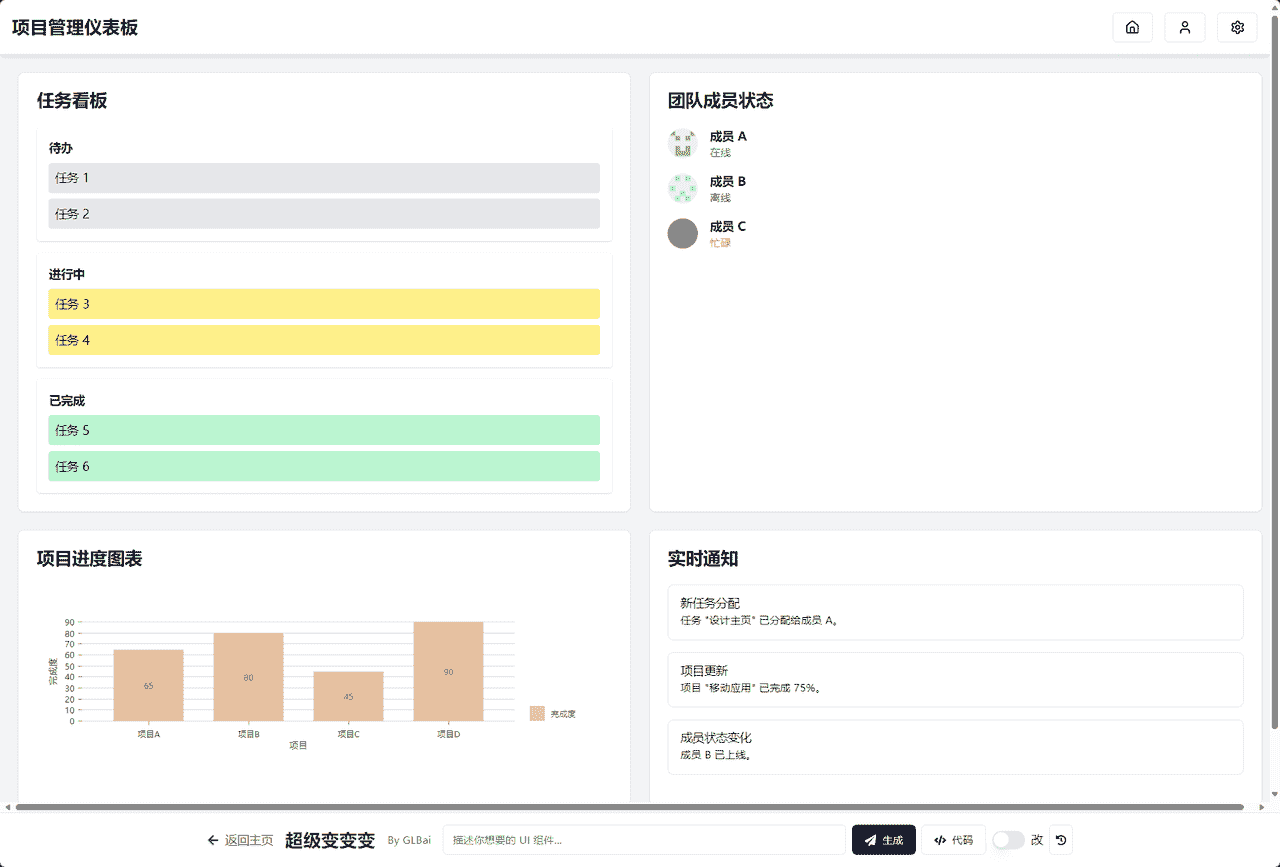 项目管理仪表板
任务看板
待办
任务 1
任务 2
进行中
任务 3
任务 4
已完成
任务 5
任务 6
团队成员状态
成员 A
在线
成员 B
离线
成员 C
忙碌
项目进度图表
90
80
70
60
50
40
30
20
10
0
完成度
65
80
45
90
项目A
项目B
项目C
项目D
项目
完成度
实时通知
新任务分配
任务 "设计主页" 已分配给成员 A。
项目更新
项目 "移动应用" 已完成 75%。
成员状态变化
成员 B 已上线。
返回主页 超级变变变 By GLBai 描述你想要的 UI 组件... 生成 代码 改